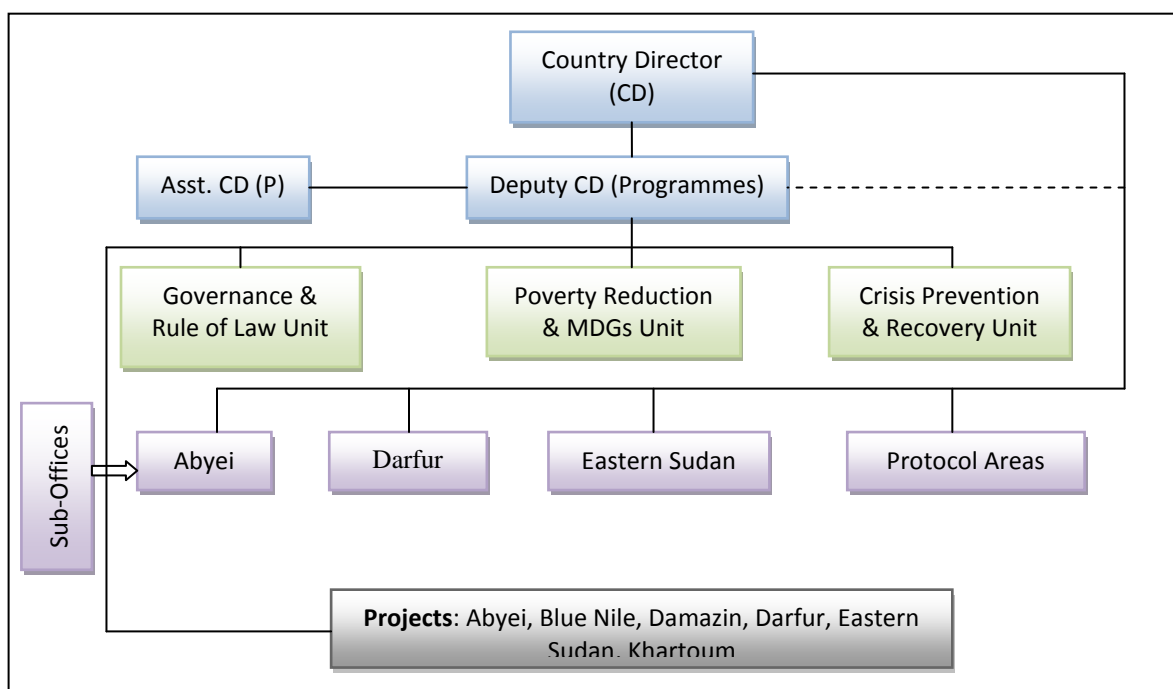 Country Director
(CD)
Asst. CD (P)
Deputy CD (Programmes)
Governance &
Rule of Law Unit
Poverty Reduction
& MDGs Unit
Crisis Prevention
& Recovery Unit
Sub-Offices
Abyei
Darfur
Eastern Sudan
Protocol Areas
Projects: Abyei, Blue Nile, Damazin, Darfur, Eastern
Sudan, Khartoum